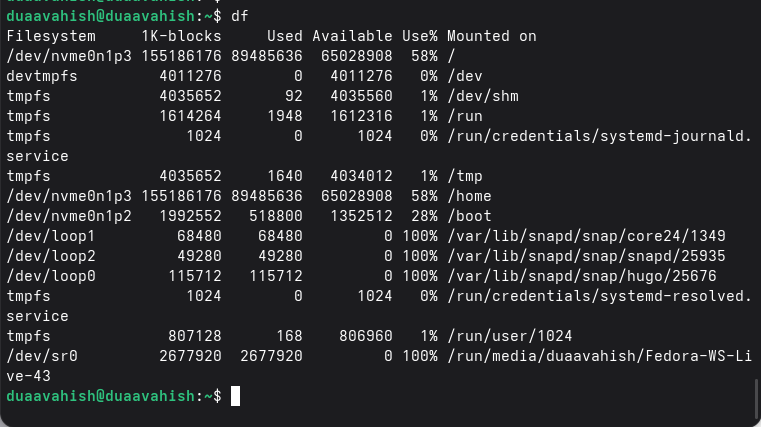 duaavahish@duaavahish:~$ df
Filesystem     1K-blocks     Used Available Use% Mounted on
/dev/nvme0n1p3 155186176 89485636  65028908  58% /
devtmpfs         4011276        0   4011276   0% /dev
tmpfs            4035652       92   4035560   1% /dev/shm
tmpfs            1614264     1948   1612316   1% /run
tmpfs               1024        0      1024   0% /run/credentials/systemd-journald.
service
tmpfs            4035652     1640   4034012   1% /tmp
/dev/nvme0n1p3 155186176 89485636  65028908  58% /home
/dev/nvme0n1p2   1992552   518800   1352512  28% /boot
/dev/loop1         68480    68480         0 100% /var/lib/snapd/snap/core24/1349
/dev/loop2         49280    49280         0 100% /var/lib/snapd/snap/snapd/25935
/dev/loop0        115712   115712         0 100% /var/lib/snapd/snap/hugo/25676
tmpfs               1024        0      1024   0% /run/credentials/systemd-resolved.
service
tmpfs             807128      168    806960   1% /run/user/1024
/dev/sr0         2677920  2677920         0 100% /run/media/duaavahish/Fedora-WS-Li
ve-43
duaavahish@duaavahish:~$